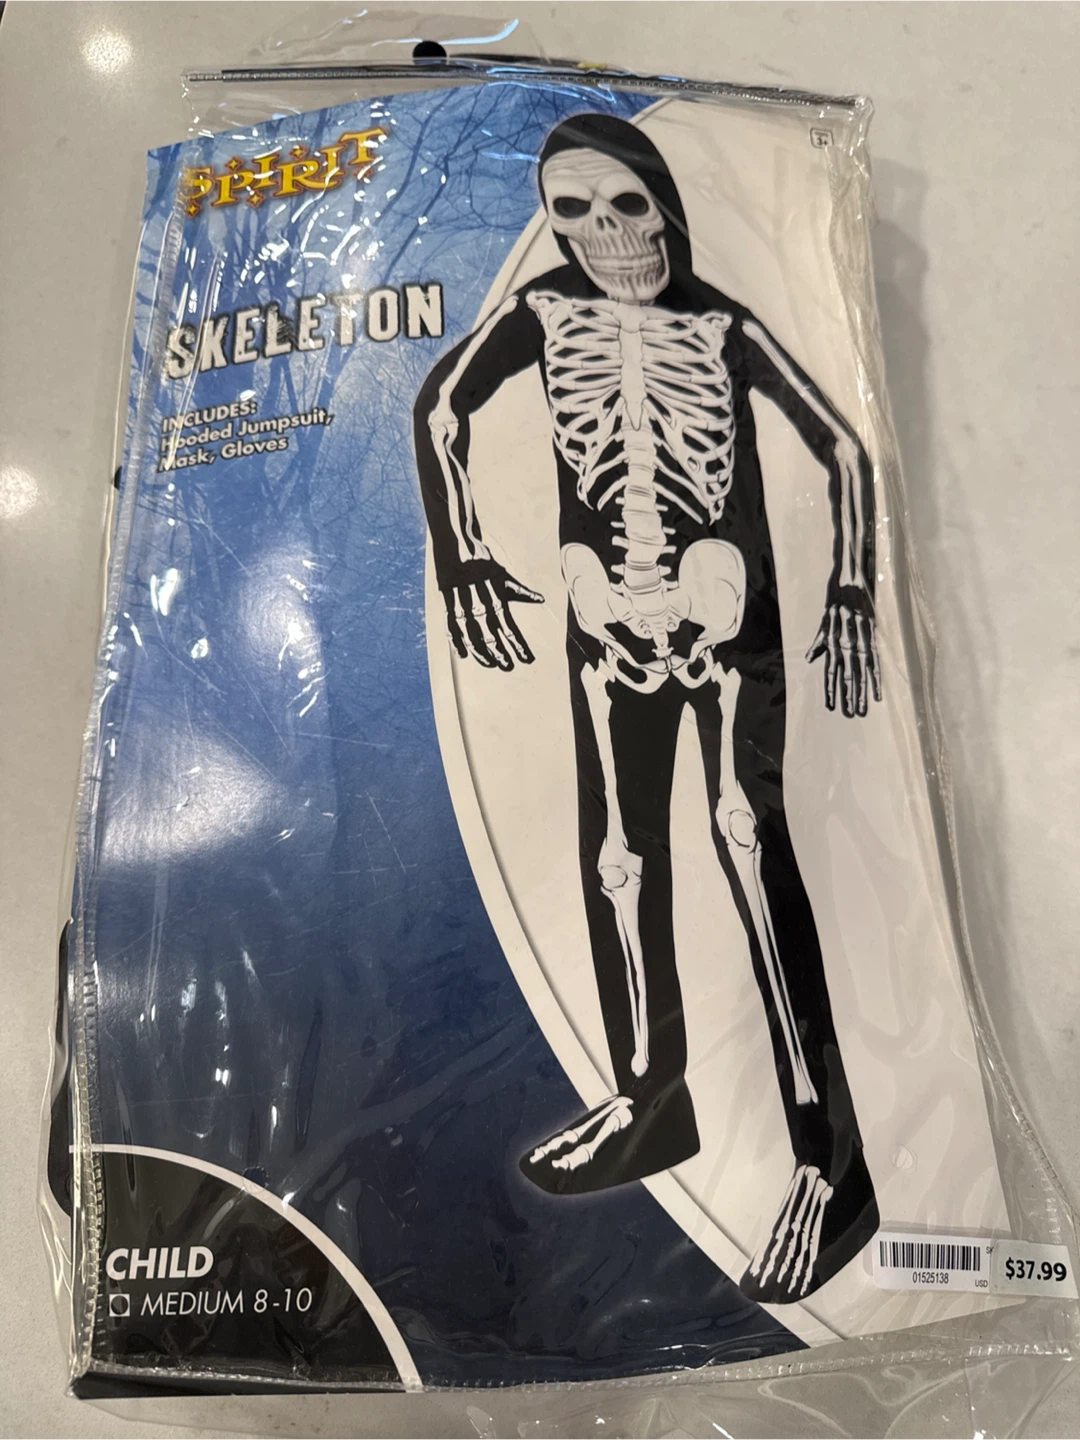 SPIRIT
3+
SKELETON
INCLUDES:
Hooded Jumpsuit,
Mask, Gloves
CHILD
MEDIUM 8-10
01525138
USD
$37.99